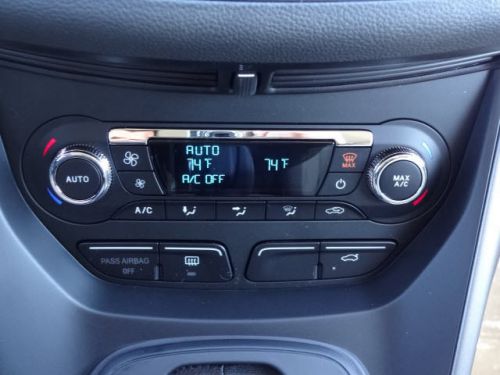 AUTO
74°F 74°F
A/C OFF
MAX
AUTO
MAX
A/C
A/C
PASS AIRBAG
OFF